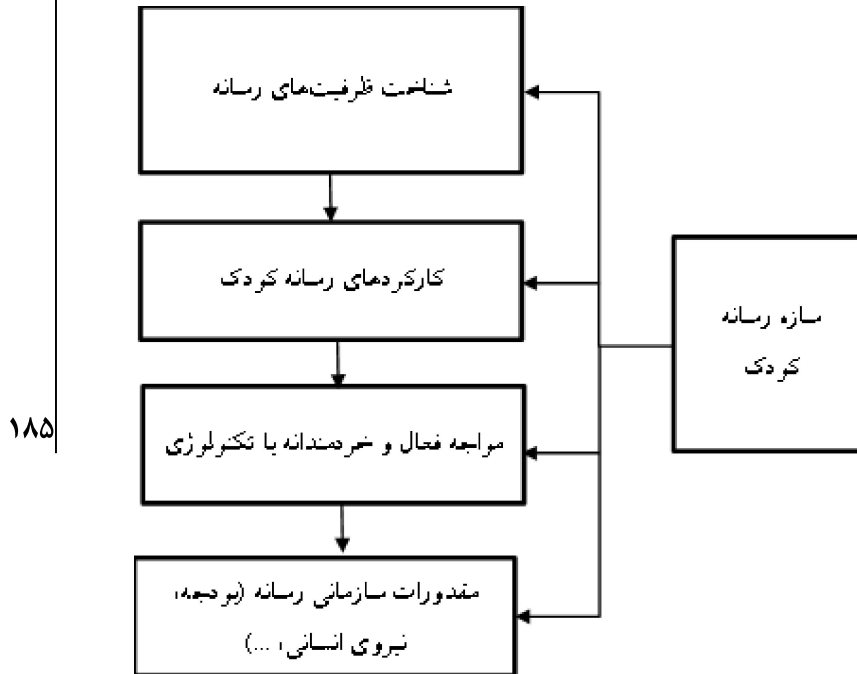 شناخت ظرفیت‌های رسانه
کارکردهای رسانه کودک
سازه رسانه
کودک
مواجهه فعال و خردمندانه با تکنولوژی
۱۸۵
مقدورات سازمانی رسانه (بودجه،
نیروی انسانی، ...)